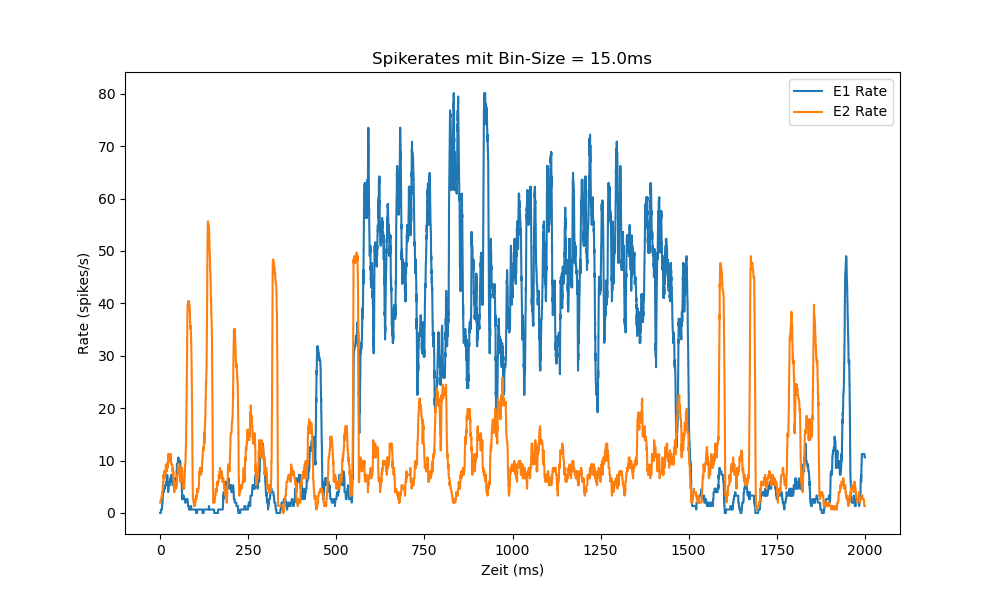 Spikerates mit Bin-Size = 15.0ms
E1 Rate
E2 Rate
80
70
60
50
40
30
20
10
0
Rate (spikes/s)
0 250 500 750 1000 1250 1500 1750 2000
Zeit (ms)